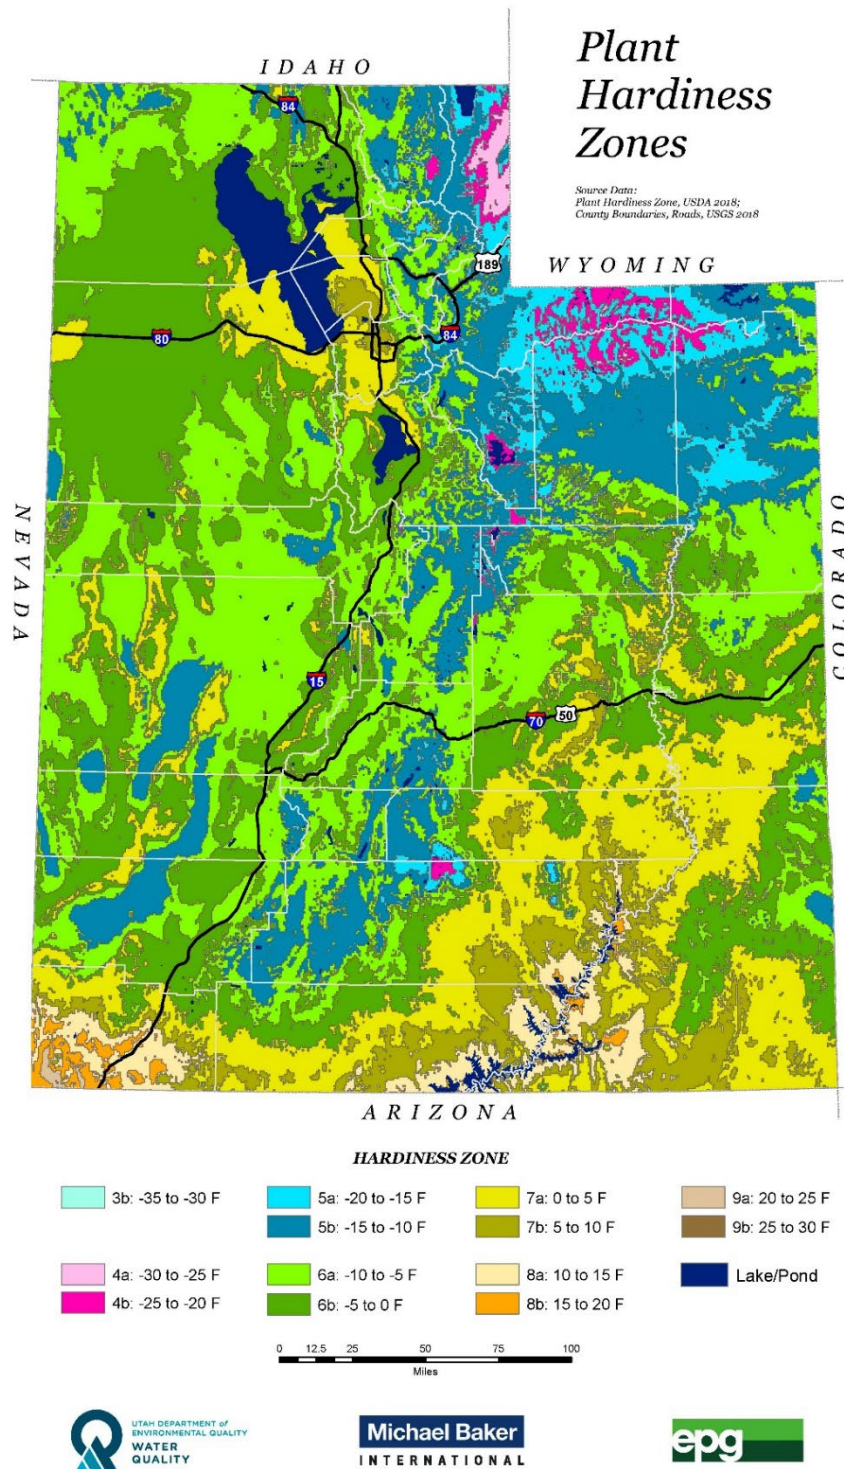 Plant
Hardiness
Zones
Source Data:
Plant Hardiness Zone, USDA 2018;
County Boundaries, Roads, USGS 2018
IDAHO
84
189
WYOMING
80
84
NEVADA
COLORADO
15
70
50
ARIZONA
HARDINESS ZONE
3b: -35 to -30 F
4a: -30 to -25 F
4b: -25 to -20 F
5a: -20 to -15 F
5b: -15 to -10 F
6a: -10 to -5 F
6b: -5 to 0 F
7a: 0 to 5 F
7b: 5 to 10 F
8a: 10 to 15 F
8b: 15 to 20 F
9a: 20 to 25 F
9b: 25 to 30 F
Lake/Pond
0 12.5 25 50 75 100
Miles
UTAH DEPARTMENT of
ENVIRONMENTAL QUALITY
WATER
QUALITY
Michael Baker
INTERNATIONAL
epg